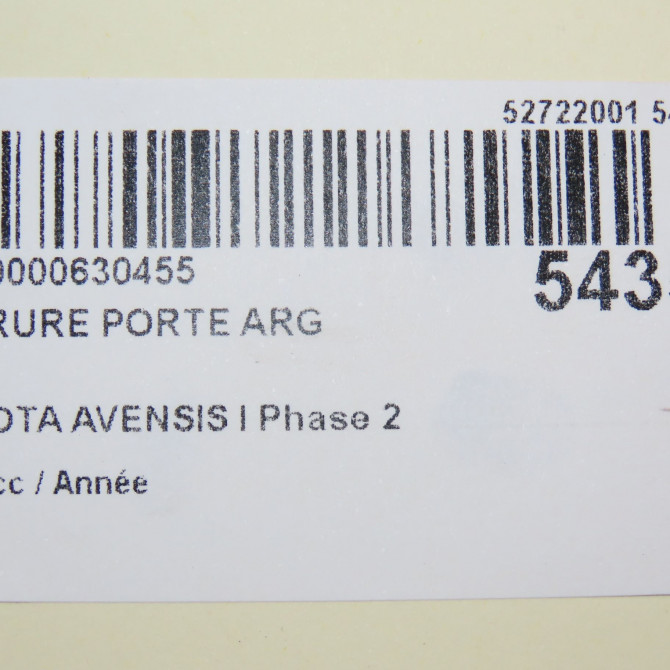 52722001 54
0000630455
543
RURE PORTE ARG
OTA AVENSIS I Phase 2
cc / Année